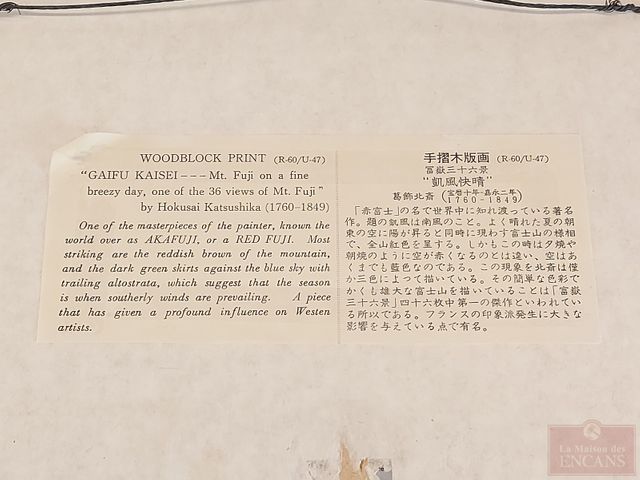 WOODBLOCK PRINT (R-60/U-47)
"GAIFU KAISEI --- Mt. Fuji on a fine
breezy day, one of the 36 views of Mt. Fuji"
by Hokusai Katsushika (1760–1849)
One of the masterpieces of the painter, known the
world over as AKAFUJI, or a RED FUJI. Most
striking are the reddish brown of the mountain,
and the dark green skirts against the blue sky with
trailing altostrata, which suggest that the season
is when southerly winds are prevailing. A piece
that has given a profound influence on Westen
artists.
手摺木版画 (R-60/U-47)
冨嶽三十六景
"凱風快晴"
葛飾北斎 (宝暦十年-嘉永二年 1760-1849)
「赤富士」の名で世界中に知れ渡っている著名
作。題の凱風は南風のこと。よく晴れた夏の朝
東の空に陽が昇ると同時に現わす富士山の様相
で、全山紅色を呈する。しかもこの時は夕焼や
朝焼のように空が赤くなるのとは違い、空はあ
くまでも藍色なのである。この現象を北斎は僅
か三色によって描いている。その簡単な色彩で
かくも雄大な富士山を描いていることは「富嶽
三十六景」四十六枚中第一の傑作といわれてい
る所以である。フランスの印象派発生に大きな
影響を与えている点で有名。
La Maison des
ENCANS